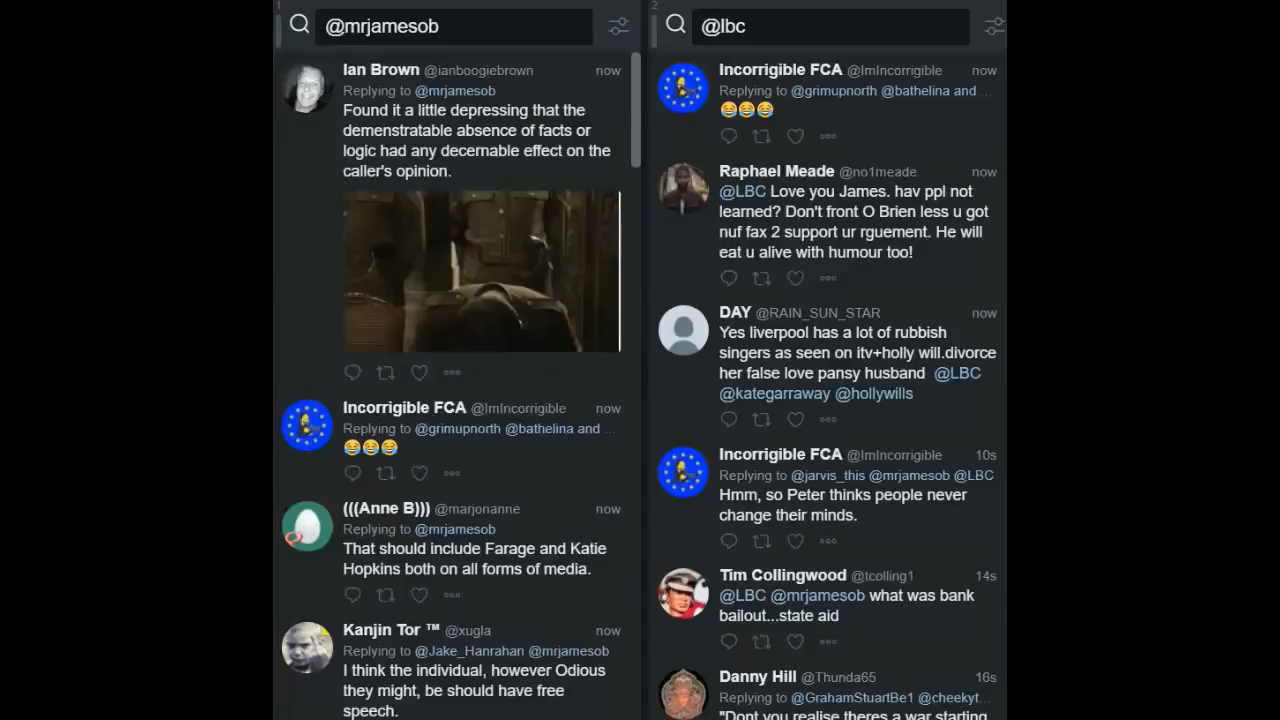 1
@mrjamesob
Ian Brown @ianboogiebrown now
Replying to @mrjamesob
Found it a little depressing that the
demenstratable absence of facts or
logic had any decernable effect on the
caller's opinion.
Incorrigible FCA @ImIncorrigible now
Replying to @grimupnorth @bathelina and ...
😂😂😂
(((Anne B))) @marjonanne now
Replying to @mrjamesob
That should include Farage and Katie
Hopkins both on all forms of media.
Kanjin Tor ™ @xugla now
Replying to @Jake_Hanrahan @mrjamesob
I think the individual, however Odious
they might, be should have free
speech.
2
@lbc
Incorrigible FCA @ImIncorrigible now
Replying to @grimupnorth @bathelina and ...
😂😂😂
Raphael Meade @no1meade now
@LBC Love you James. hav ppl not
learned? Don't front O Brien less u got
nuf fax 2 support ur rguement. He will
eat u alive with humour too!
DAY @RAIN_SUN_STAR now
Yes liverpool has a lot of rubbish
singers as seen on itv+holly will.divorce
her false love pansy husband @LBC
@kategarraway @hollywills
Incorrigible FCA @ImIncorrigible 10s
Replying to @jarvis_this @mrjamesob @LBC
Hmm, so Peter thinks people never
change their minds.
Tim Collingwood @tcolling1 14s
@LBC @mrjamesob what was bank
bailout...state aid
Danny Hill @Thunda65 16s
Replying to @GrahamStuartBe1 @cheekyt...
"Dont you realise theres a war starting